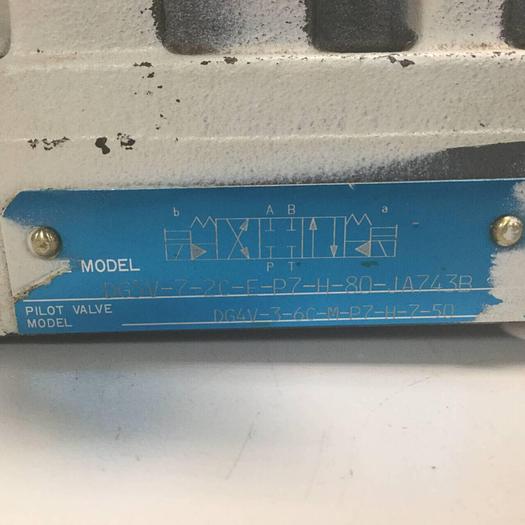 b A B a
P T
MODEL DG5V-7-2C-E-P7-H-80-JA743B
PILOT VALVE
MODEL DG4V-3-6C-M-P7-H-7-50